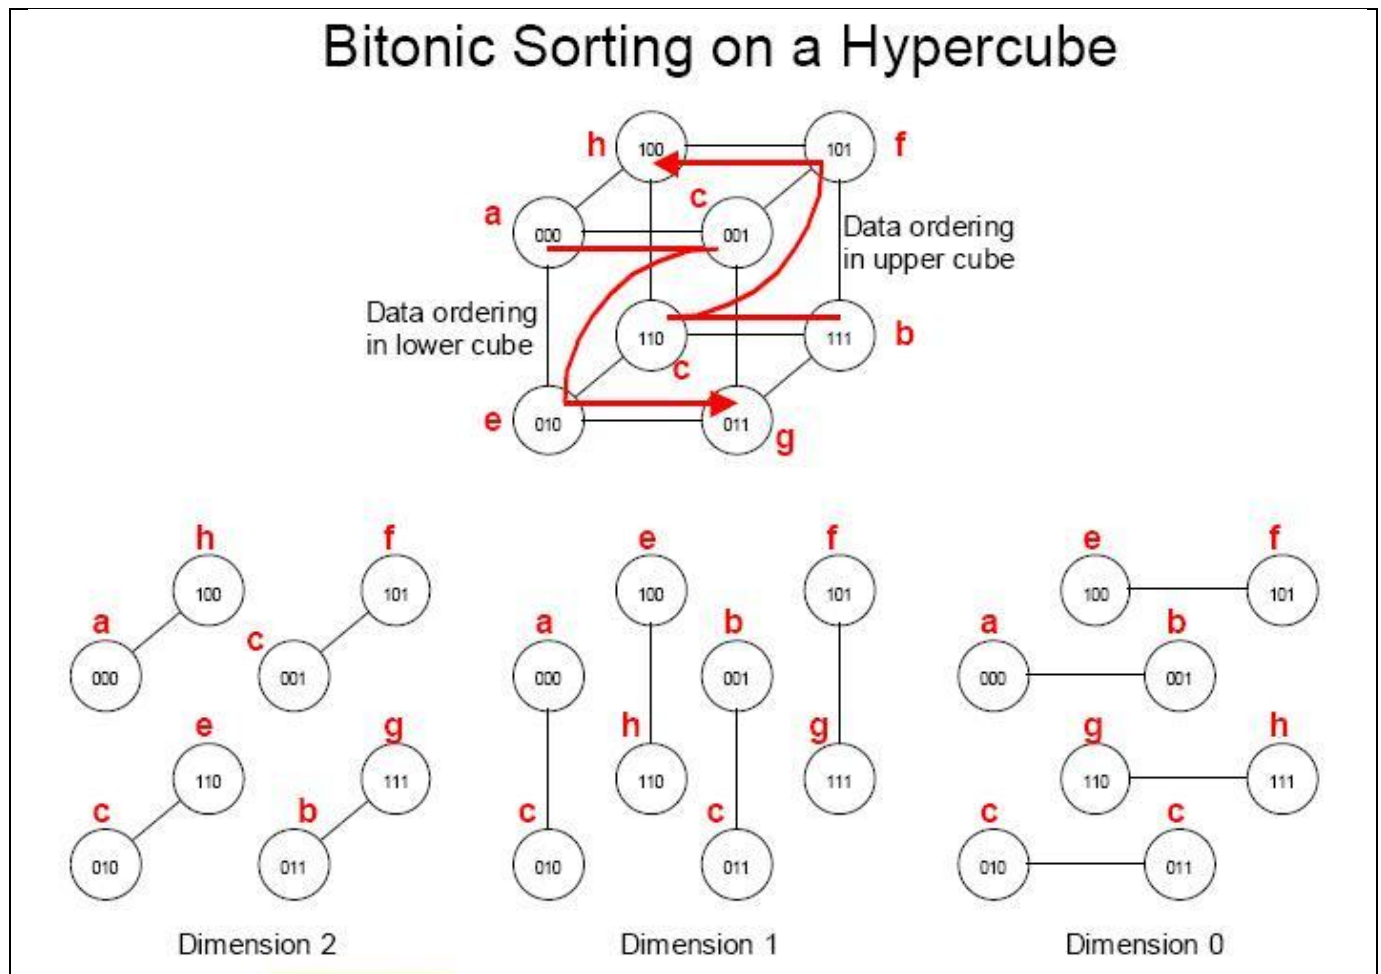 Bitonic Sorting on a Hypercube
h 100 101 f
a 000 c 001
Data ordering
in upper cube
Data ordering
in lower cube
110 c 111 b
e 010 011 g
h f
100 101
a c
000 001
e g
110 111
c b
010 011
Dimension 2
e f
100 101
a b
000 001
h g
110 111
c c
010 011
Dimension 1
e f
100 101
a b
000 001
g h
110 111
c c
010 011
Dimension 0